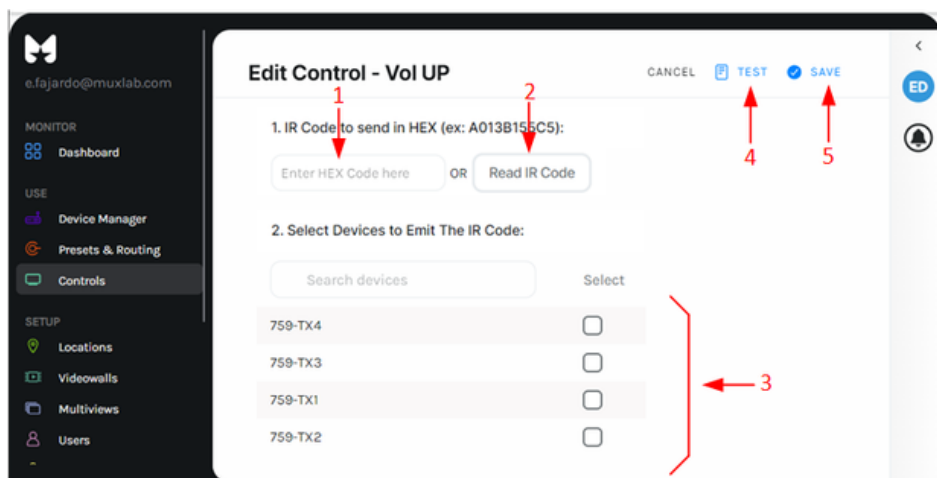 e.fajardo@muxlab.com
MONITOR
Dashboard
USE
Device Manager
Presets & Routing
Controls
SETUP
Locations
Videowalls
Multiviews
Users
Edit Control - Vol UP
CANCEL TEST SAVE
1 2 4 5
1. IR Code to send in HEX (ex: A013B155C5):
Enter HEX Code here OR Read IR Code
2. Select Devices to Emit The IR Code:
Search devices Select
759-TX4
759-TX3
759-TX1
759-TX2
3
ED